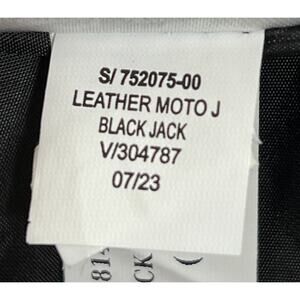 S/ 752075-00
LEATHER MOTO J
BLACK JACK
V/304787
07/23